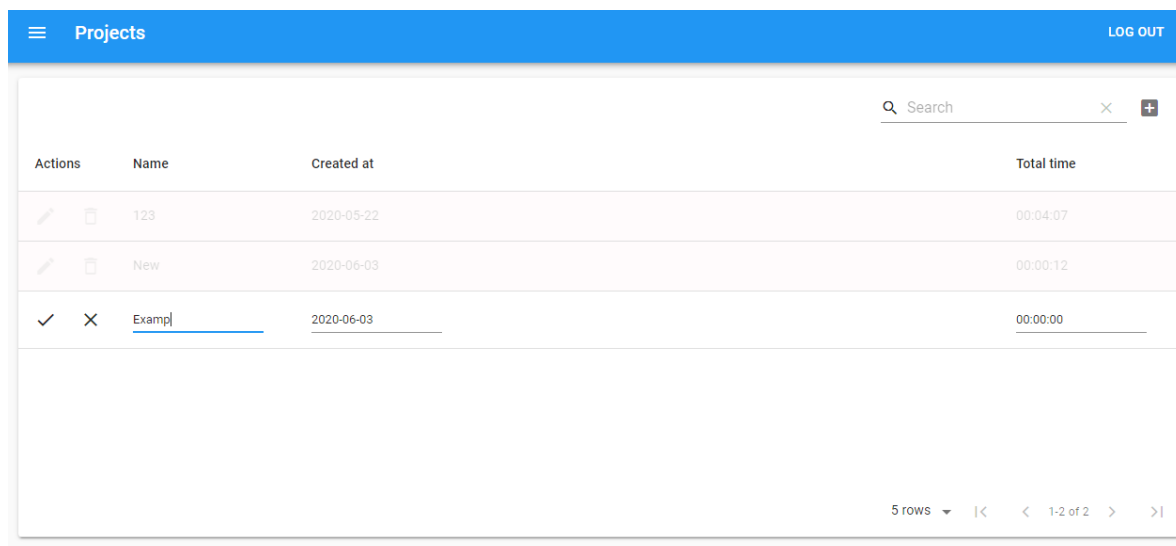 Projects LOG OUT
Search
Actions Name Created at Total time
123 2020-05-22 00:04:07
New 2020-06-03 00:00:12
Examp 2020-06-03 00:00:00
5 rows 1-2 of 2